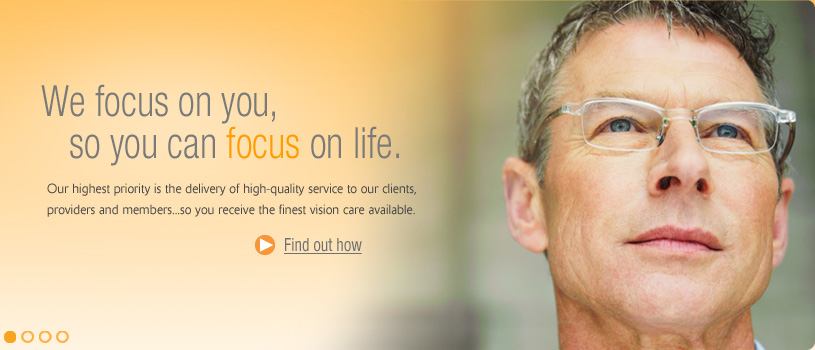 We focus on you,
so you can focus on life.
Our highest priority is the delivery of high-quality service to our clients,
providers and members...so you receive the finest vision care available.
Find out how